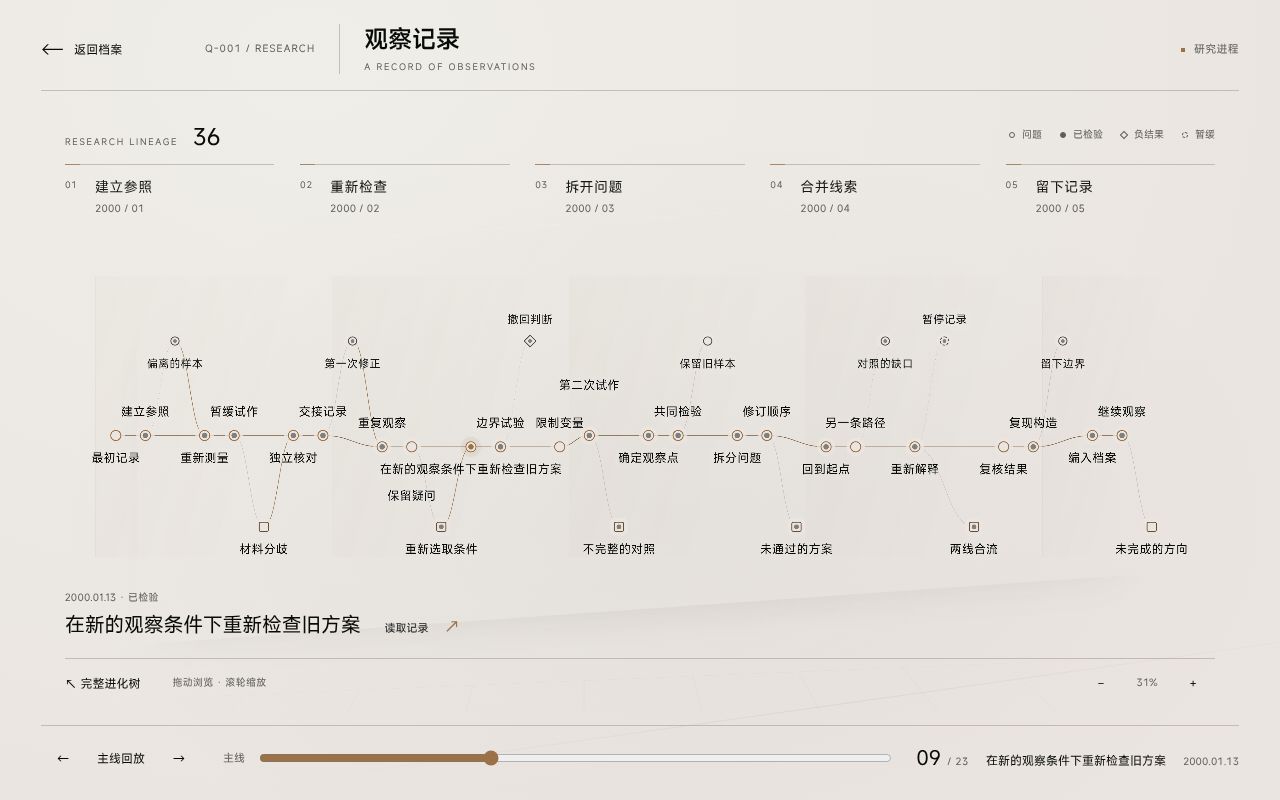 ← 返回档案
Q-001 / RESEARCH
观察记录
A RECORD OF OBSERVATIONS
研究进程
RESEARCH LINEAGE 36
问题 已检验 负结果 暂缓
01 建立参照
2000 / 01
02 重新检查
2000 / 02
03 拆开问题
2000 / 03
04 合并线索
2000 / 04
05 留下记录
2000 / 05
撤回判断
暂停记录
偏离的样本
第一次修正
保留旧样本
对照的缺口
留下边界
第二次试作
建立参照
暂缓试作
交接记录
共同检验
修订顺序
继续观察
重复观察
边界试验
限制变量
另一条路径
复现构造
最初记录
重新测量
独立核对
确定观察点
拆分问题
编入档案
在新的观察条件下重新检查旧方案
回到起点
重新解释
复核结果
保留疑问
材料分歧
重新选取条件
不完整的对照
未通过的方案
两线合流
未完成的方向
2000.01.13 · 已检验
在新的观察条件下重新检查旧方案 读取记录 ↗
↖ 完整进化树 拖动浏览 · 滚轮缩放
− 31% +
← 主线回放 → 主线
09 / 23 在新的观察条件下重新检查旧方案 2000.01.13